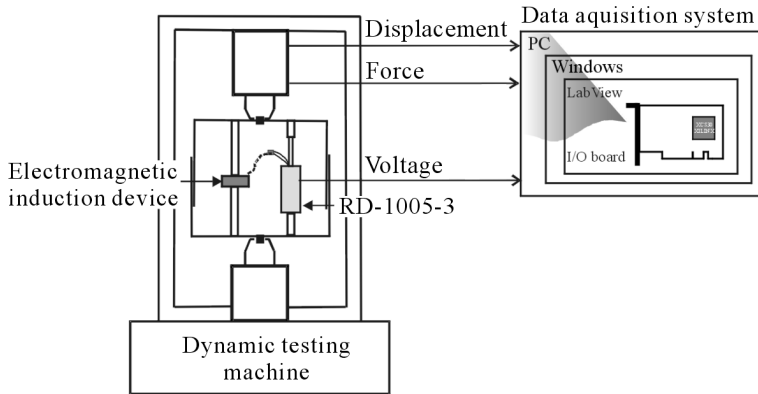 Displacement
Force
Voltage
Data aquisition system
PC
Windows
LabView
I/O board
Electromagnetic
induction device
RD-1005-3
Dynamic testing
machine